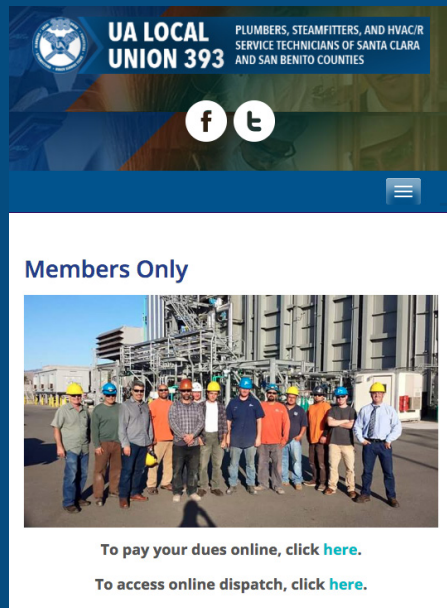 UA LOCAL
UNION 393
PLUMBERS, STEAMFITTERS, AND HVAC/R
SERVICE TECHNICIANS OF SANTA CLARA
AND SAN BENITO COUNTIES
Members Only
To pay your dues online, click here.
To access online dispatch, click here.